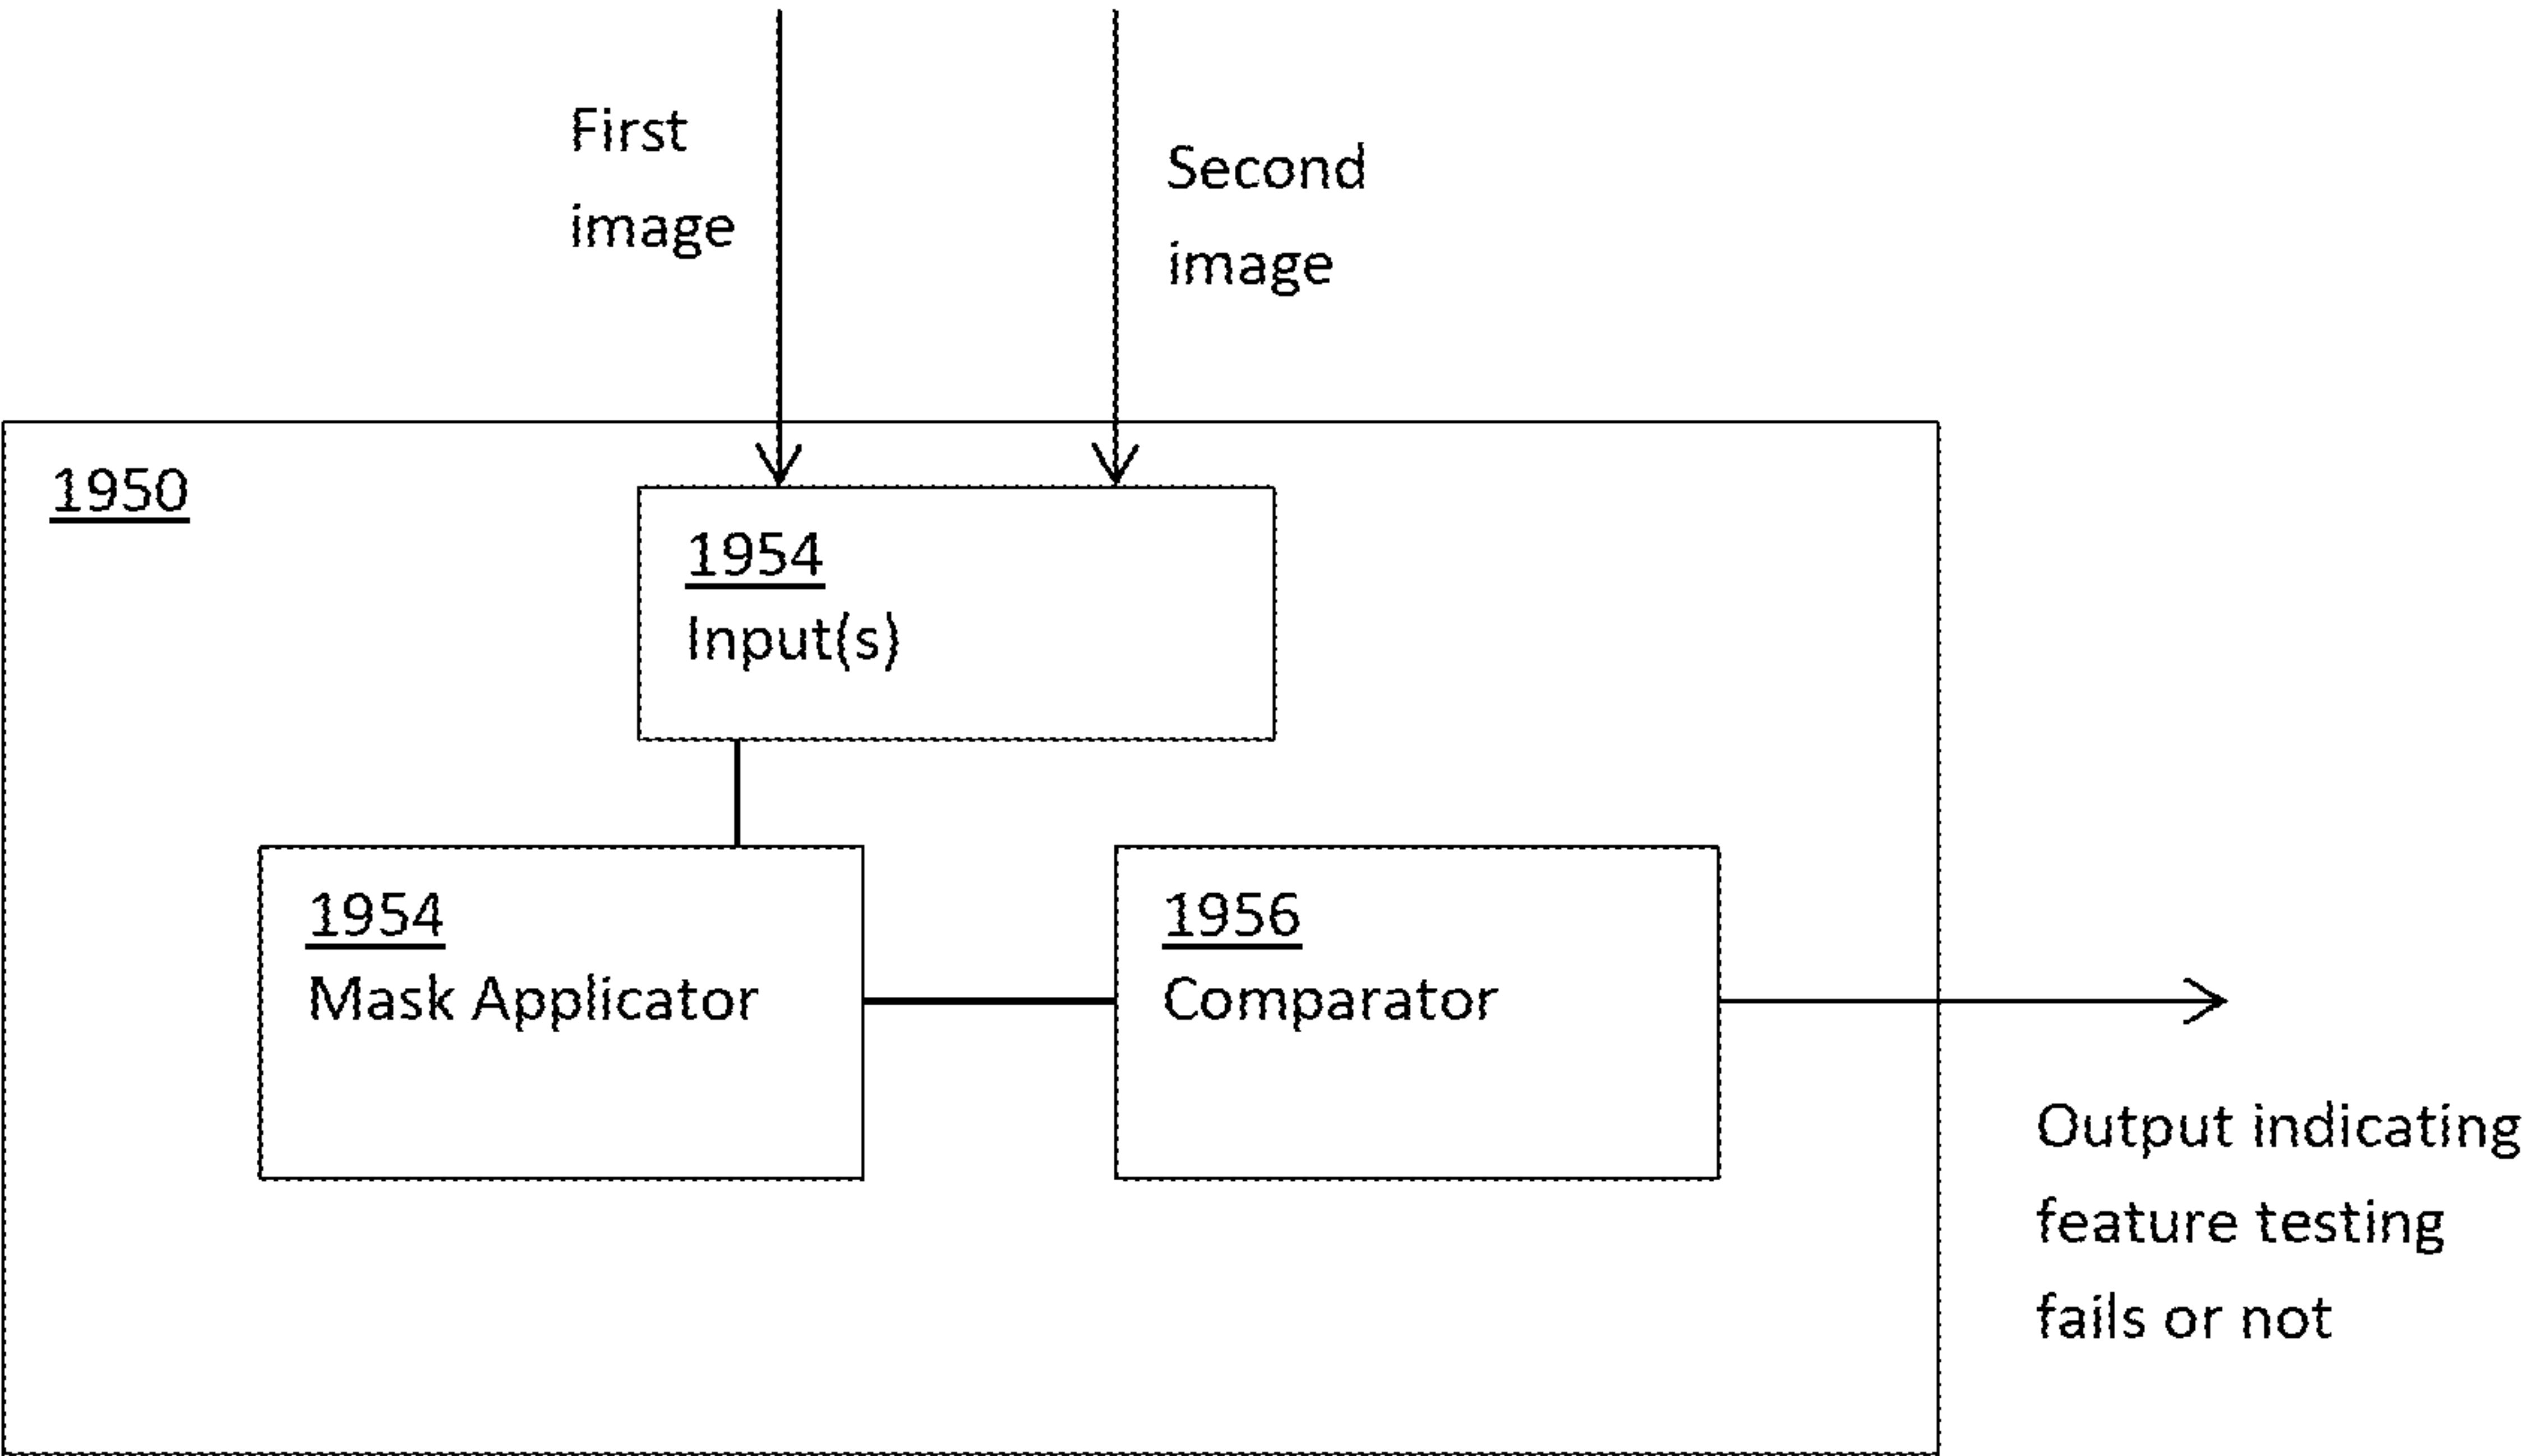 First
image
Second
image
1950
1954
Input(s)
1954
Mask Applicator
1956
Comparator
Output indicating
feature testing
fails or not